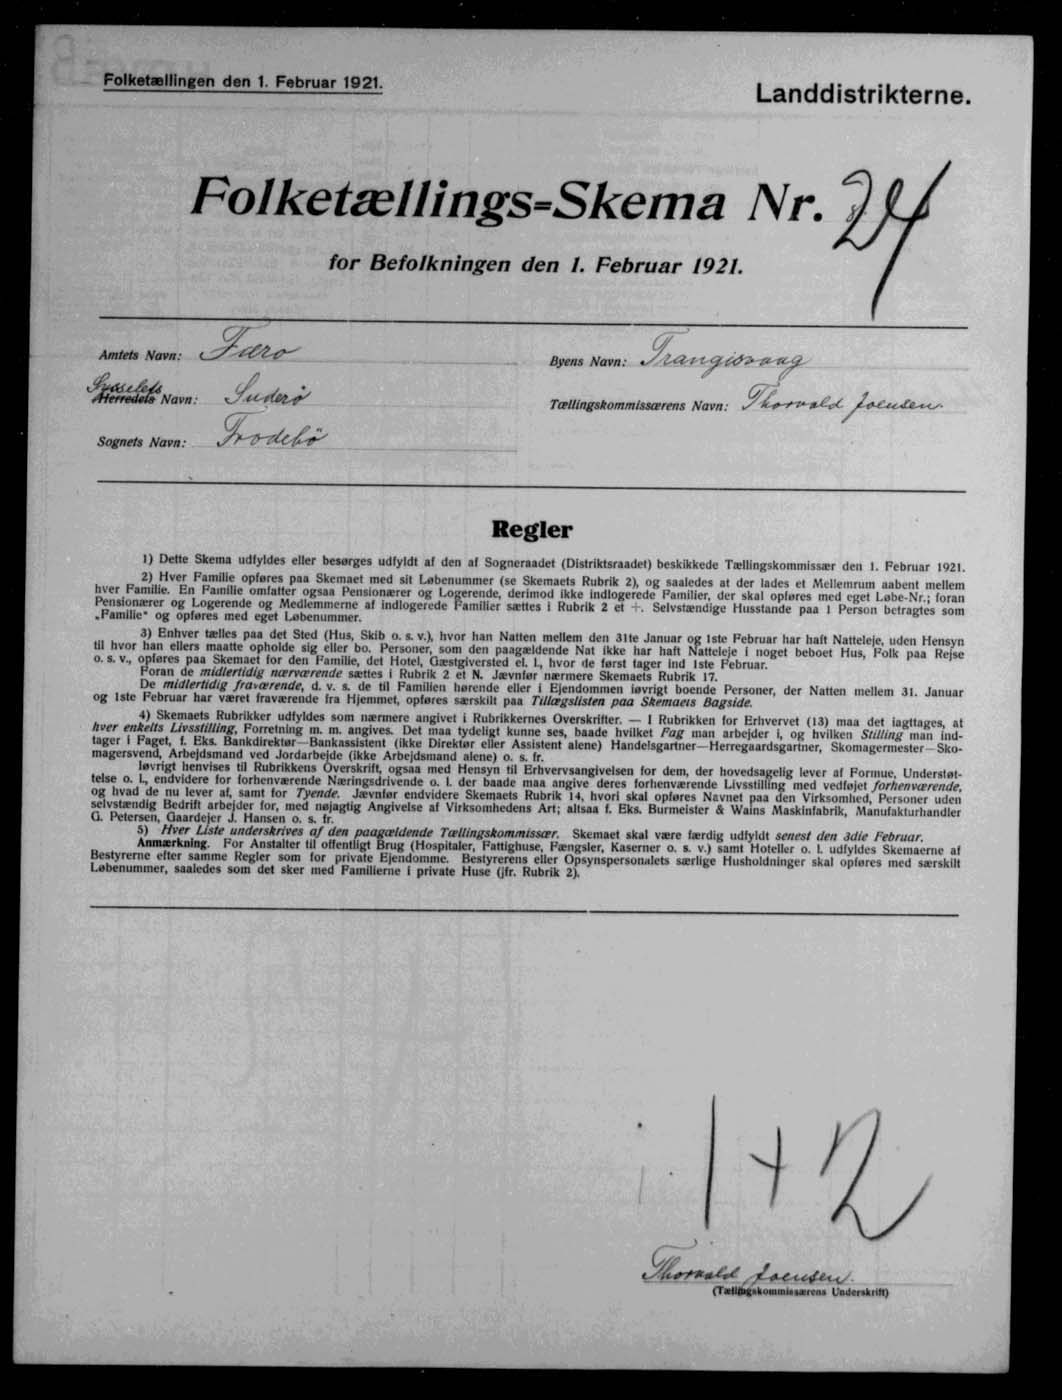 Folketællingen den 1. Februar 1921.
Landdistrikterne.
Folketællings=Skema Nr. 24
for Befolkningen den 1. Februar 1921.
Amtets Navn: Færø
Byens Navn: Trangisvaag
Sysselets
Herredets Navn: Suderø
Tællingskommissærens Navn: Thorvald Joensen.
Sognets Navn: Frodebö
Regler
1) Dette Skema udfyldes eller besørges udfyldt af den af Sogneraadet (Distriktsraadet) beskikkede Tællingskommissær den 1. Februar 1921.
2) Hver Familie opføres paa Skemaet med sit Løbenummer (se Skemaets Rubrik 2), og saaledes at der lades et Mellemrum aabent mellem
hver Familie. En Familie omfatter ogsaa Pensionærer og Logerende, derimod ikke indlogerede Familier, der skal opføres med eget Løbe-Nr.; foran
Pensionærer og Logerende og Medlemmerne af indlogerede Familier sættes i Rubrik 2 et +. Selvstændige Husstande paa 1 Person betragtes som
„Familie“ og opføres med eget Løbenummer.
3) Enhver tælles paa det Sted (Hus, Skib o. s. v.), hvor han Natten mellem den 31te Januar og 1ste Februar har haft Natteleje, uden Hensyn
til hvor han ellers maatte opholde sig eller bo. Personer, som den paagældende Nat ikke har haft Natteleje i noget beboet Hus, Folk paa Rejse
o. s. v., opføres paa Skemaet for den Familie, det Hotel, Gæstgiversted el. l., hvor de først tager ind 1ste Februar.
Foran de midlertidig nærværende sættes i Rubrik 2 et N. Jævnfør nærmere Skemaets Rubrik 17.
De midlertidig fraværende, d. v. s. de til Familien hørende eller i Ejendommen iøvrigt boende Personer, der Natten mellem 31. Januar
og 1ste Februar har været fraværende fra Hjemmet, opføres særskilt paa Tillægslisten paa Skemaets Bagside.
4) Skemaets Rubrikker udfyldes som nærmere angivet i Rubrikkernes Overskrifter. — I Rubrikken for Erhvervet (13) maa det iagttages, at
hver enkelts Livsstilling, Forretning m. m. angives. Det maa tydeligt kunne ses, baade hvilket Fag man arbejder i, og hvilken Stilling man ind-
tager i Faget, f. Eks. Bankdirektør—Bankassistent (ikke Direktør eller Assistent alene) Handelsgartner—Herregaardsgartner, Skomagermester—Sko-
magersvend, Arbejdsmand ved Jordarbejde (ikke Arbejdsmand alene) o. s. fr.
Iøvrigt henvises til Rubrikkens Overskrift, ogsaa med Hensyn til Erhvervsangivelsen for dem, der hovedsagelig lever af Formue, Understøt-
telse o. l., endvidere for forhenværende Næringsdrivende o. l. der baade maa angive deres forhenværende Livsstilling med vedføjet forhenværende,
og hvad de nu lever af, samt for Tyende. Jævnfør endvidere Skemaets Rubrik 14, hvori skal opføres Navnet paa den Virksomhed, Personer uden
selvstændig Bedrift arbejder for, med nøjagtig Angivelse af Virksomhedens Art; altsaa f. Eks. Burmeister & Wains Maskinfabrik, Manufakturhandler
G. Petersen, Gaardejer J. Hansen o. s. fr.
5) Hver Liste underskrives af den paagældende Tællingskommissær. Skemaet skal være færdig udfyldt senest den 3die Februar.
Anmærkning. For Anstalter til offentligt Brug (Hospitaler, Fattighuse, Fængsler, Kaserner o. s. v.) samt Hoteller o. l. udfyldes Skemaerne af
Bestyrerne efter samme Regler som for private Ejendomme. Bestyrerens eller Opsynspersonalets særlige Husholdninger skal opføres med særskilt
Løbenummer, saaledes som det sker med Familierne i private Huse (jfr. Rubrik 2).
1 + 2
Thorvald Joensen.
(Tællingskommissærens Underskrift)